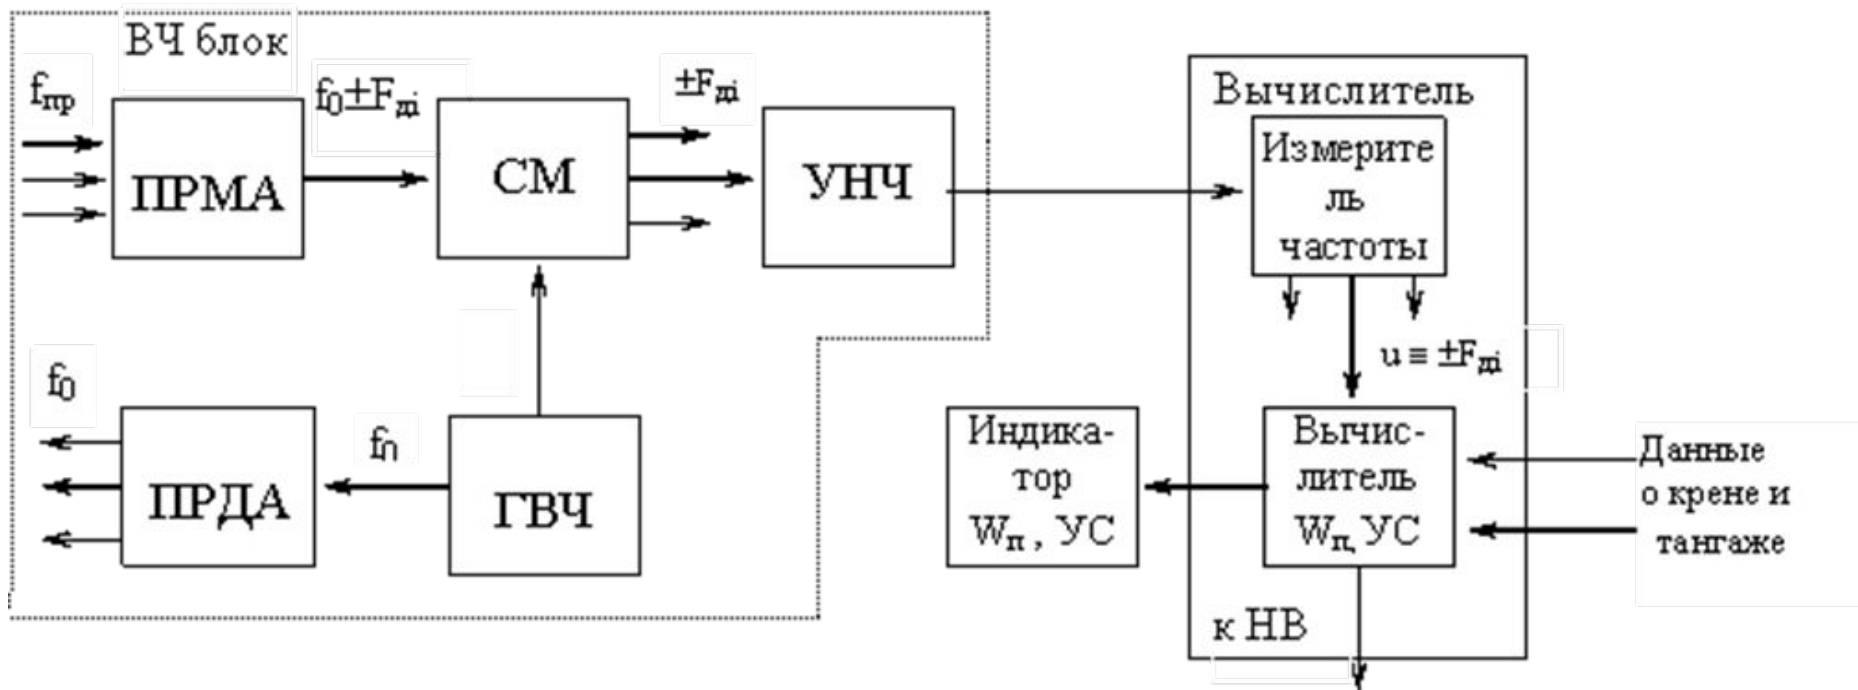 ВЧ блок
fпр
f0±Fдi
±Fдi
ПРМА
СМ
УНЧ
f0
f0
ПРДА
ГВЧ
Вычислитель
Измерите
ль
частоты
u ≡ ±Fдi
Индика-
тор
Wп , УС
Вычис-
литель
Wп, УС
Данные
о крене и
тангаже
к НВ